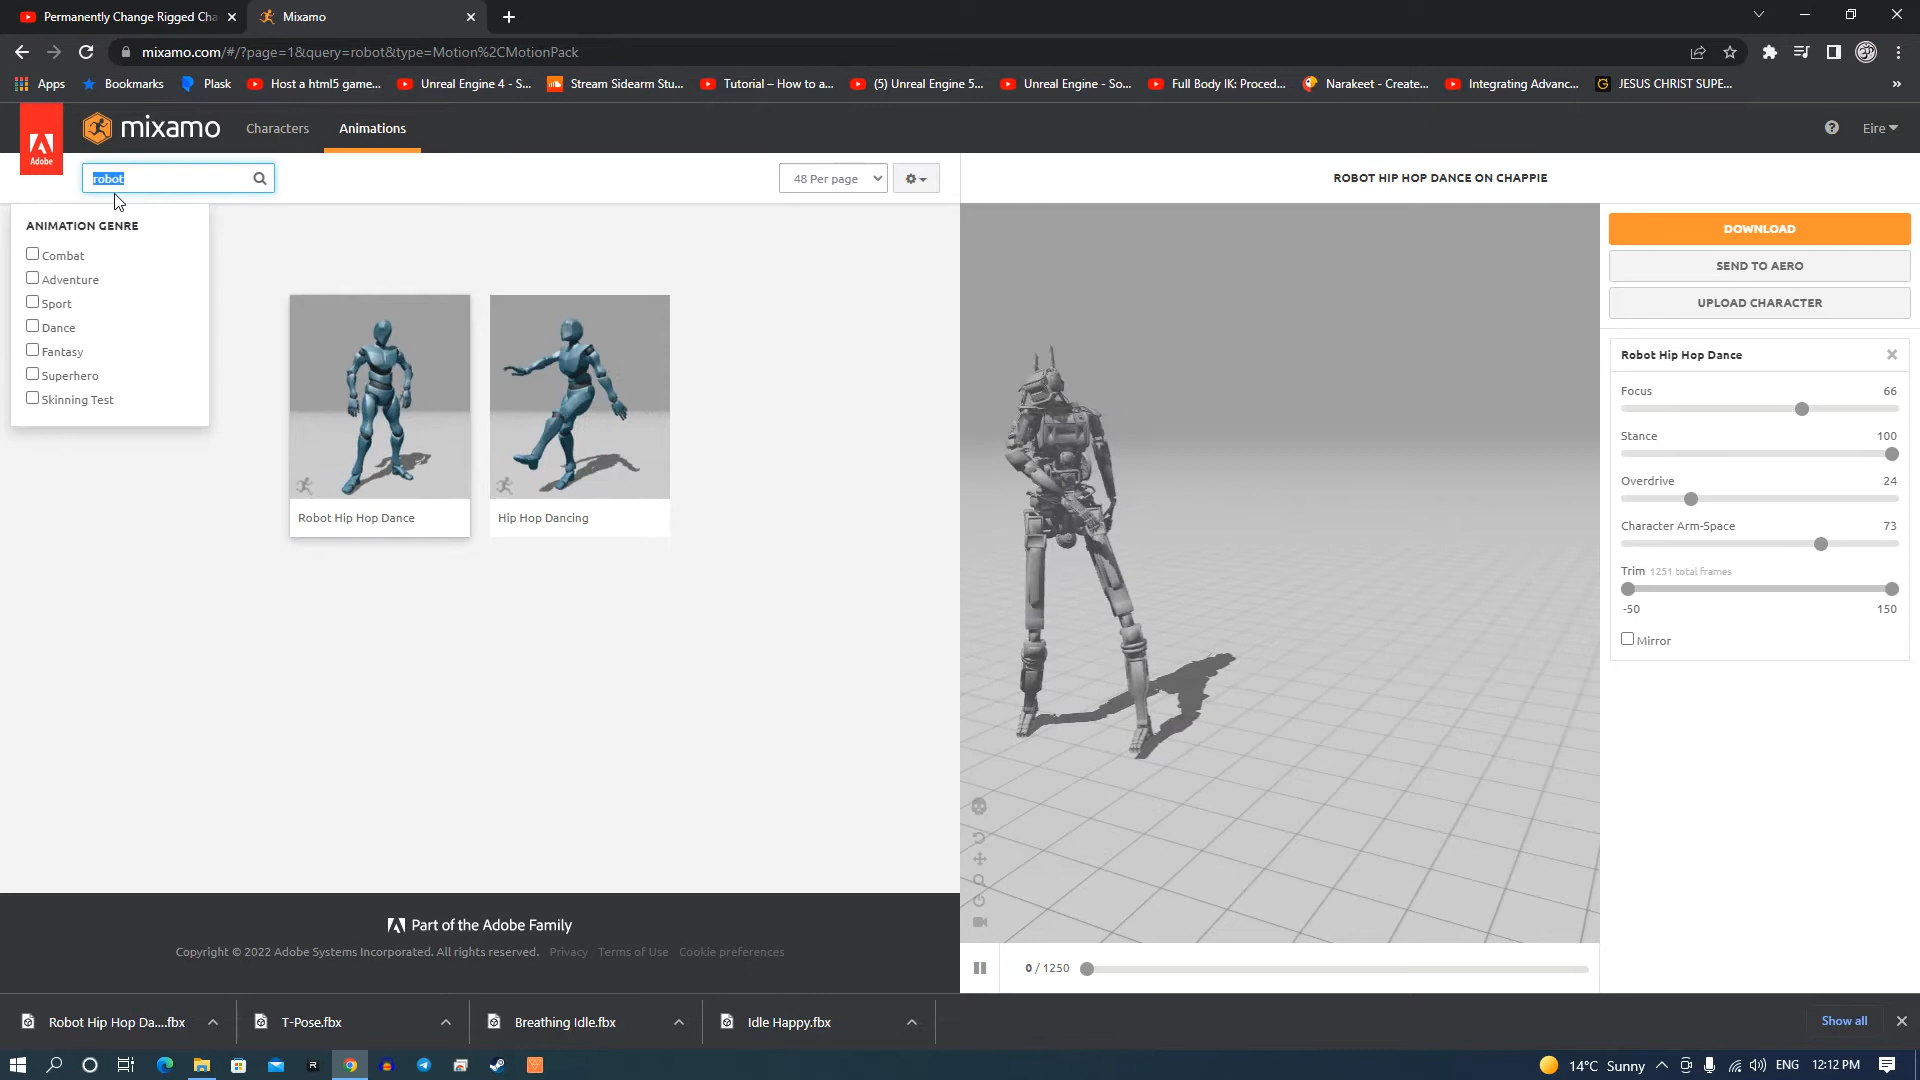 Permanently Change Rigged Cha
Mixamo
mixamo.com/#/?page=1&query=robot&type=Motion%2CMotionPack
Apps
Bookmarks
Plask
Host a html5 game...
Unreal Engine 4 - S...
Stream Sidearm Stu...
Tutorial – How to a...
(5) Unreal Engine 5...
Unreal Engine - So...
Full Body IK: Proced...
Narakeet - Create...
Integrating Advanc...
JESUS CHRIST SUPE...
»
Adobe
mixamo
Characters
Animations
Eire
robot
48 Per page
ROBOT HIP HOP DANCE ON CHAPPIE
ANIMATION GENRE
Combat
Adventure
Sport
Dance
Fantasy
Superhero
Skinning Test
Robot Hip Hop Dance
Hip Hop Dancing
DOWNLOAD
SEND TO AERO
UPLOAD CHARACTER
Robot Hip Hop Dance
Focus 66
Stance 100
Overdrive 24
Character Arm-Space 73
Trim 1251 total frames
-50 150
Mirror
0 / 1250
Part of the Adobe Family
Copyright © 2022 Adobe Systems Incorporated. All rights reserved. Privacy Terms of Use Cookie preferences
Robot Hip Hop Da....fbx
T-Pose.fbx
Breathing Idle.fbx
Idle Happy.fbx
Show all
14°C Sunny
ENG
12:12 PM